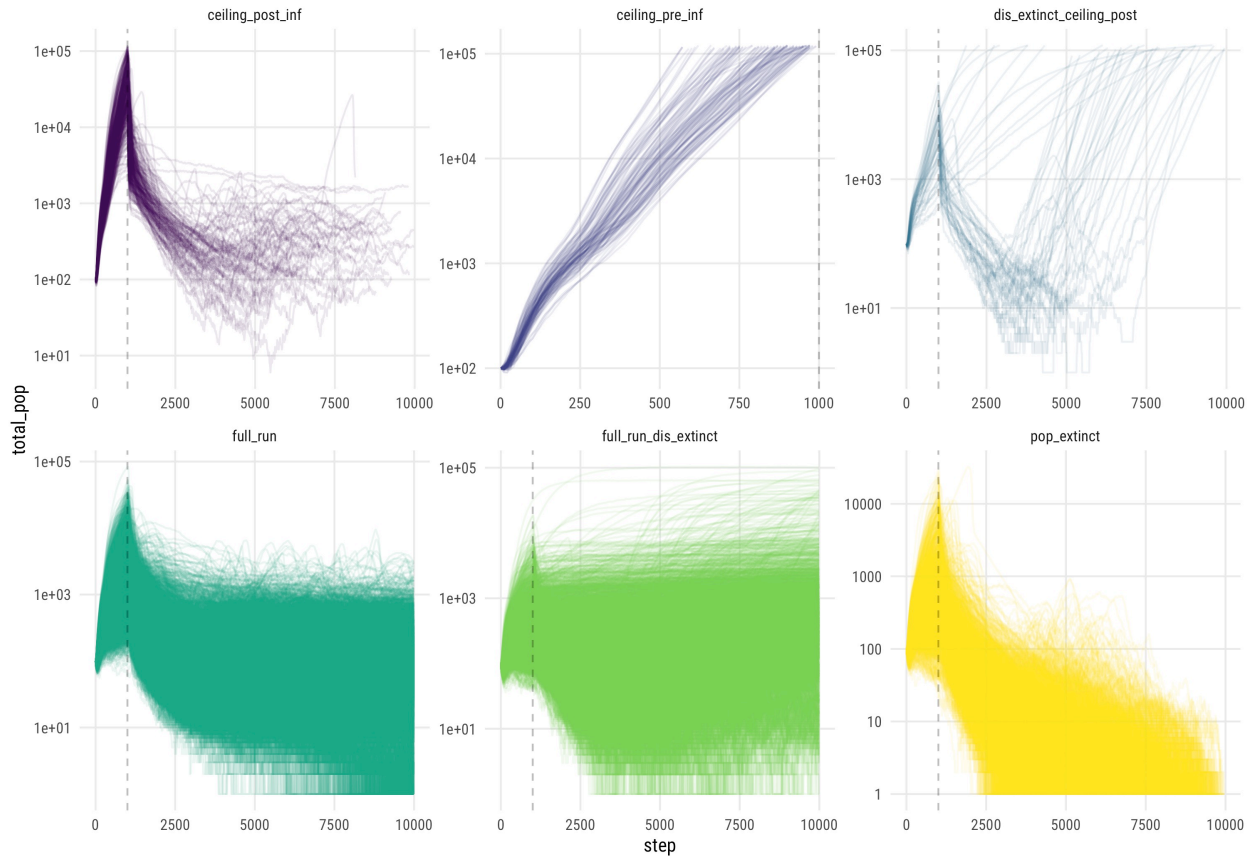 ceiling_post_inf
ceiling_pre_inf
dis_extinct_ceiling_post
1e+05
1e+04
1e+03
1e+02
1e+01
0 2500 5000 7500 10000
1e+05
1e+04
1e+03
1e+02
0 250 500 750 1000
1e+05
1e+03
1e+01
0 2500 5000 7500 10000
total_pop
full_run
full_run_dis_extinct
pop_extinct
1e+05
1e+03
1e+01
0 2500 5000 7500 10000
1e+05
1e+03
1e+01
0 2500 5000 7500 10000
10000
1000
100
10
1
0 2500 5000 7500 10000
step